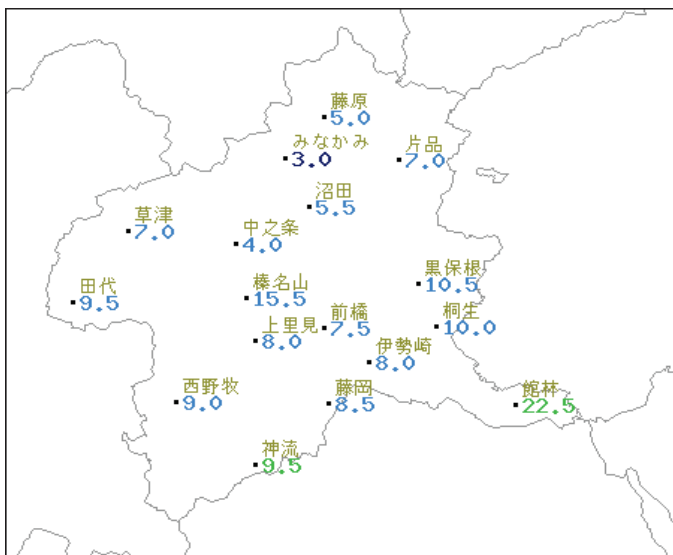 藤原
5.0
みなかみ
3.0
片品
7.0
沼田
5.5
草津
7.0
中之条
4.0
田代
9.5
榛名山
15.5
黒保根
10.5
前橋
7.5
桐生
10.0
上里見
8.0
伊勢崎
8.0
西野牧
9.0
藤岡
8.5
館林
22.5
神流
9.5